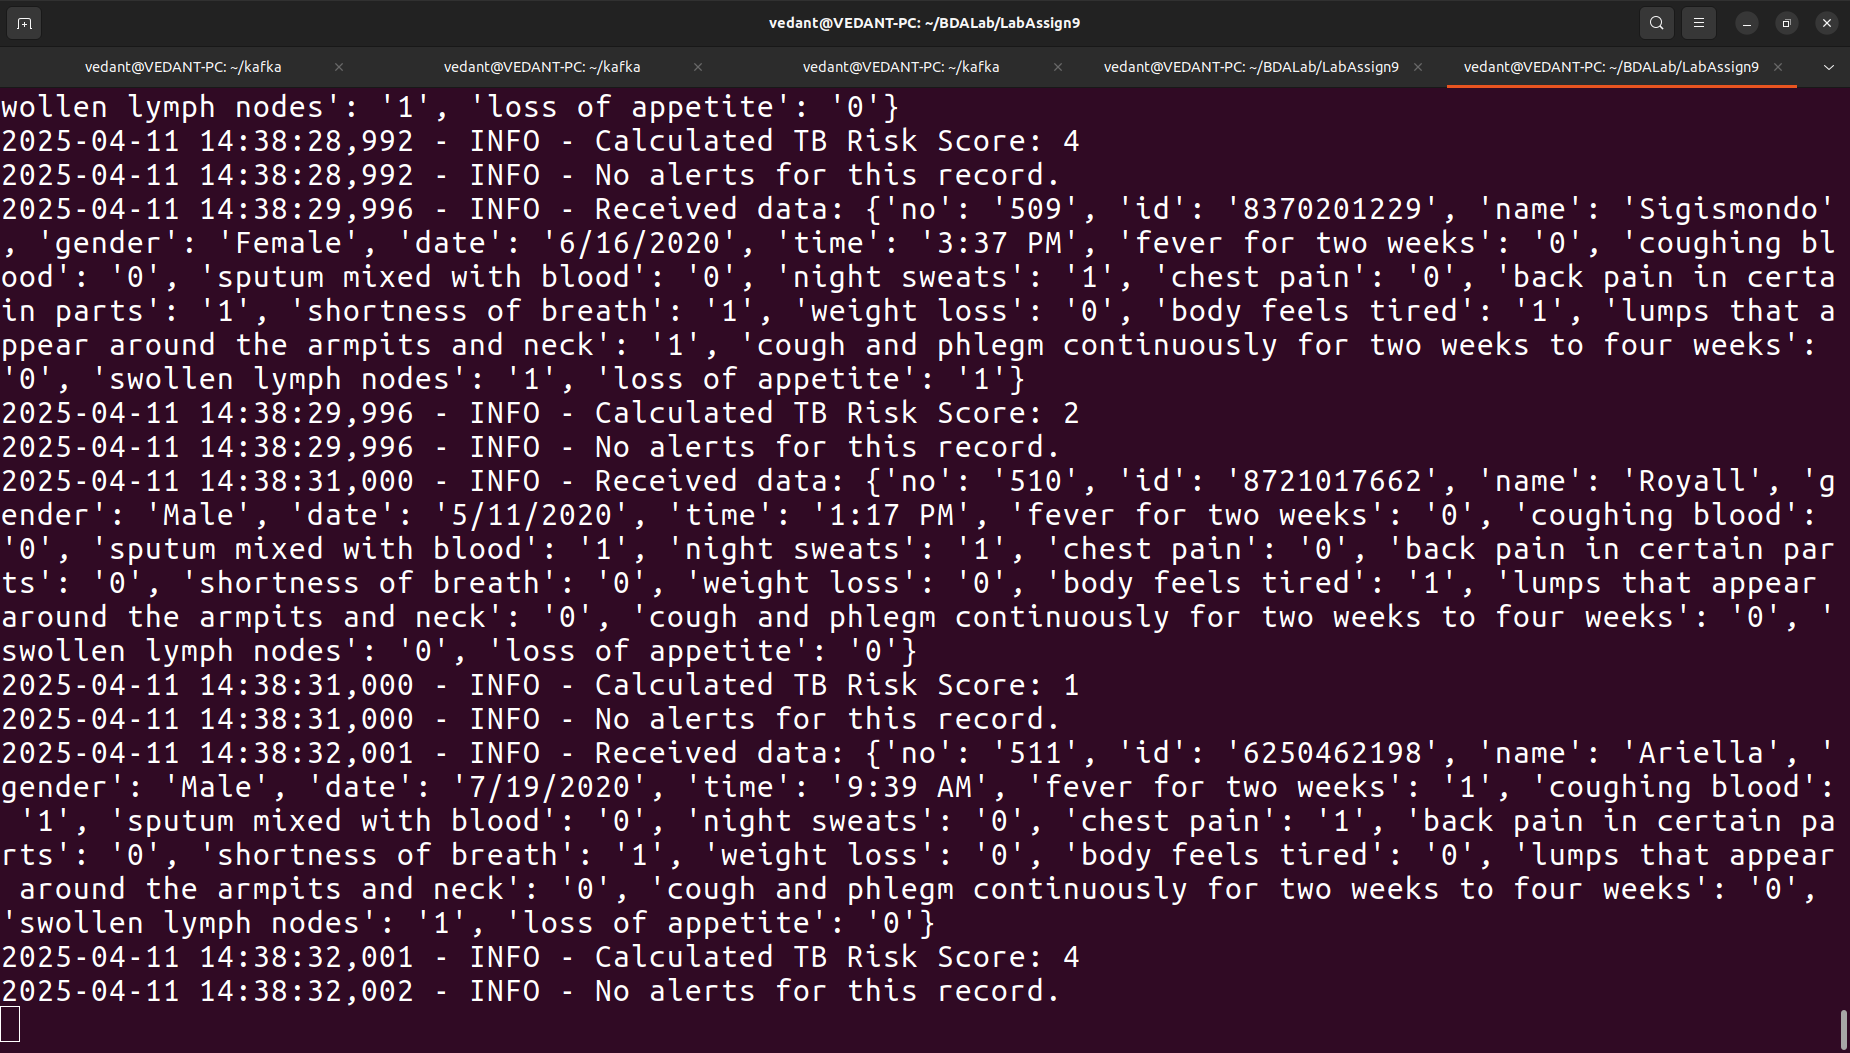 vedant@VEDANT-PC: ~/BDALab/LabAssign9
vedant@VEDANT-PC: ~/kafka
vedant@VEDANT-PC: ~/kafka
vedant@VEDANT-PC: ~/kafka
vedant@VEDANT-PC: ~/BDALab/LabAssign9
vedant@VEDANT-PC: ~/BDALab/LabAssign9
wollen lymph nodes': '1', 'loss of appetite': '0'}
2025-04-11 14:38:28,992 - INFO - Calculated TB Risk Score: 4
2025-04-11 14:38:28,992 - INFO - No alerts for this record.
2025-04-11 14:38:29,996 - INFO - Received data: {'no': '509', 'id': '8370201229', 'name': 'Sigismondo'
, 'gender': 'Female', 'date': '6/16/2020', 'time': '3:37 PM', 'fever for two weeks': '0', 'coughing bl
ood': '0', 'sputum mixed with blood': '0', 'night sweats': '1', 'chest pain': '0', 'back pain in certa
in parts': '1', 'shortness of breath': '1', 'weight loss': '0', 'body feels tired': '1', 'lumps that a
ppear around the armpits and neck': '1', 'cough and phlegm continuously for two weeks to four weeks':
'0', 'swollen lymph nodes': '1', 'loss of appetite': '1'}
2025-04-11 14:38:29,996 - INFO - Calculated TB Risk Score: 2
2025-04-11 14:38:29,996 - INFO - No alerts for this record.
2025-04-11 14:38:31,000 - INFO - Received data: {'no': '510', 'id': '8721017662', 'name': 'Royall', 'g
ender': 'Male', 'date': '5/11/2020', 'time': '1:17 PM', 'fever for two weeks': '0', 'coughing blood':
'0', 'sputum mixed with blood': '1', 'night sweats': '1', 'chest pain': '0', 'back pain in certain par
ts': '0', 'shortness of breath': '0', 'weight loss': '0', 'body feels tired': '1', 'lumps that appear
around the armpits and neck': '0', 'cough and phlegm continuously for two weeks to four weeks': '0', '
swollen lymph nodes': '0', 'loss of appetite': '0'}
2025-04-11 14:38:31,000 - INFO - Calculated TB Risk Score: 1
2025-04-11 14:38:31,000 - INFO - No alerts for this record.
2025-04-11 14:38:32,001 - INFO - Received data: {'no': '511', 'id': '6250462198', 'name': 'Ariella', '
gender': 'Male', 'date': '7/19/2020', 'time': '9:39 AM', 'fever for two weeks': '1', 'coughing blood':
 '1', 'sputum mixed with blood': '0', 'night sweats': '0', 'chest pain': '1', 'back pain in certain pa
rts': '0', 'shortness of breath': '1', 'weight loss': '0', 'body feels tired': '0', 'lumps that appear
 around the armpits and neck': '0', 'cough and phlegm continuously for two weeks to four weeks': '0',
'swollen lymph nodes': '1', 'loss of appetite': '0'}
2025-04-11 14:38:32,001 - INFO - Calculated TB Risk Score: 4
2025-04-11 14:38:32,002 - INFO - No alerts for this record.